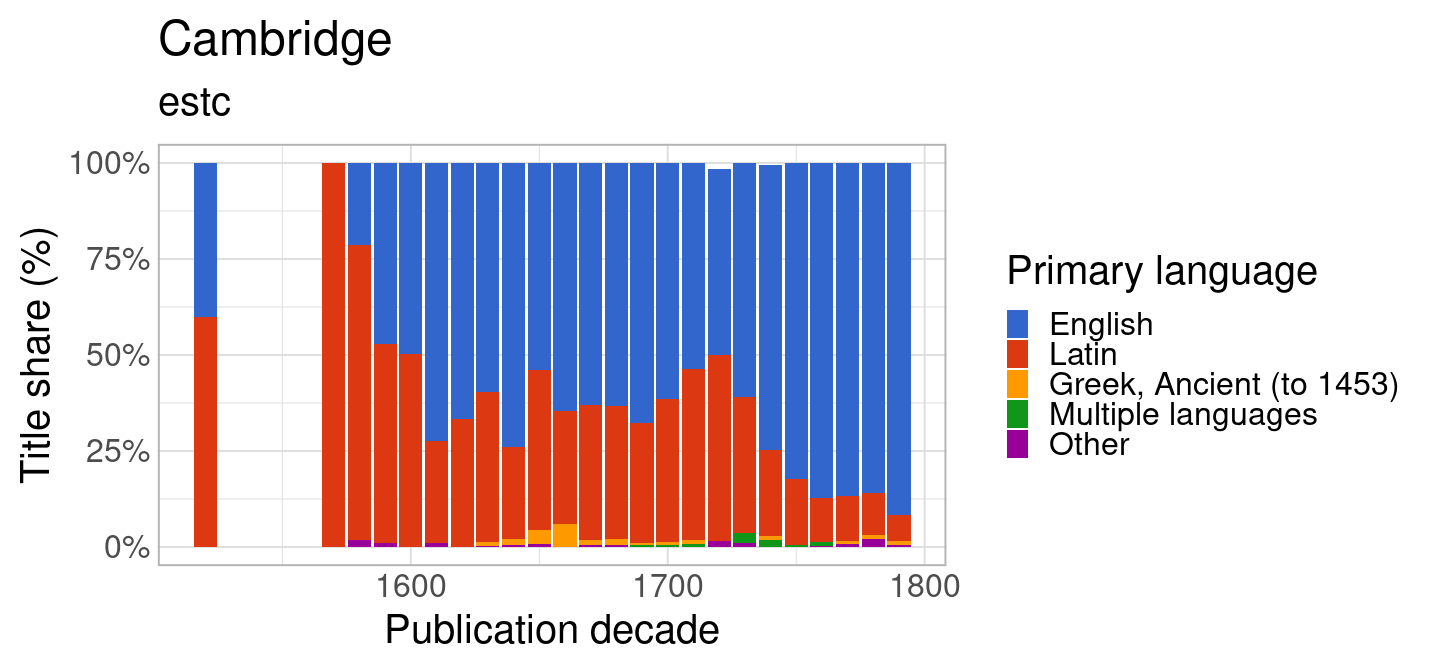 Cambridge
estc
Title share (%)
100%
75%
50%
25%
0%
1600
1700
1800
Publication decade
Primary language
English
Latin
Greek, Ancient (to 1453)
Multiple languages
Other